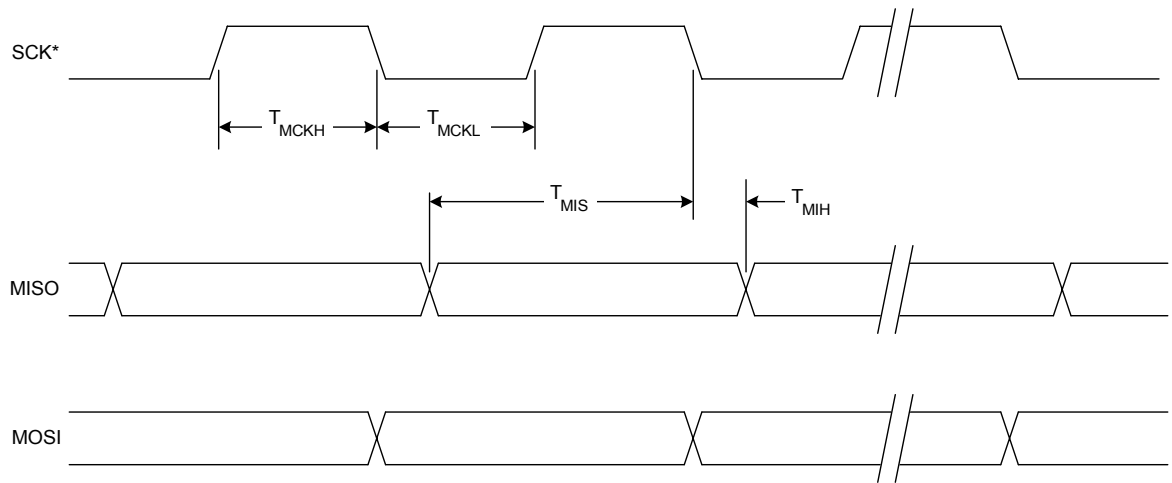 SCK*
T_MCKH
T_MCKL
T_MIS
T_MIH
MISO
MOSI